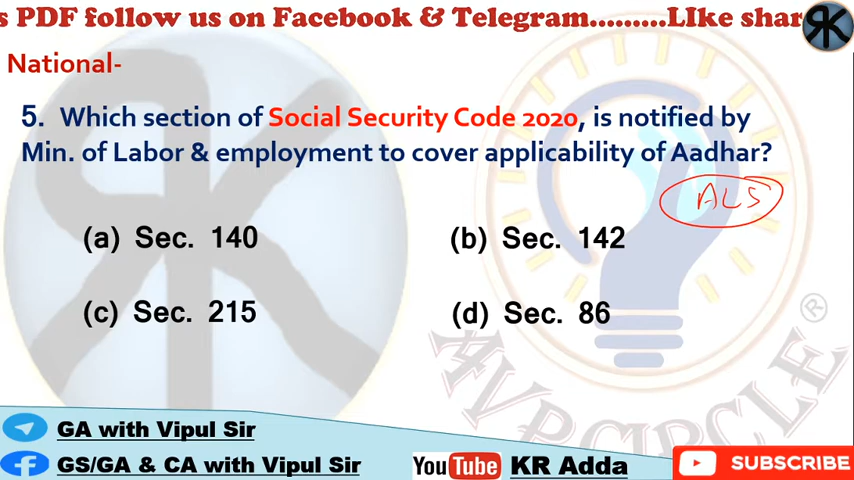 s PDF follow us on Facebook & Telegram.........LIke shar
National-
5. Which section of Social Security Code 2020, is notified by
Min. of Labor & employment to cover applicability of Aadhar?
ALS
(a) Sec. 140
(b) Sec. 142
(c) Sec. 215
(d) Sec. 86
AVPCIRCLE
®
GA with Vipul Sir
GS/GA & CA with Vipul Sir
YouTube KR Adda
SUBSCRIBE